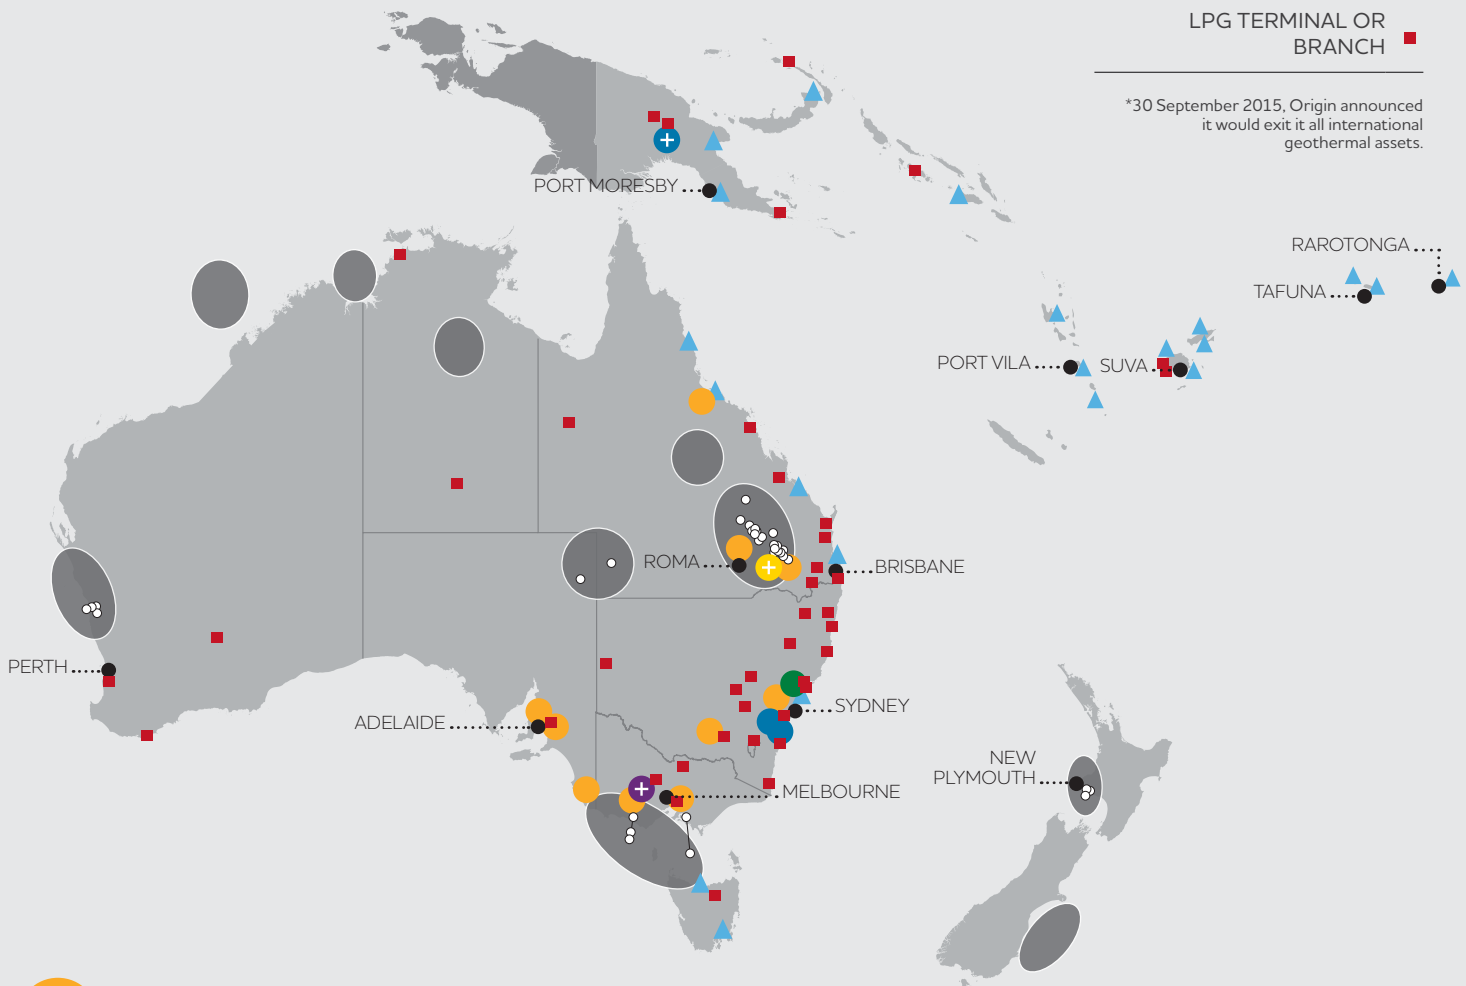 LPG TERMINAL OR
BRANCH
*30 September 2015, Origin announced
it would exit it all international
geothermal assets.
PORT MORESBY
RAROTONGA
TAFUNA
PORT VILA
SUVA
ROMA
BRISBANE
PERTH
ADELAIDE
SYDNEY
NEW
PLYMOUTH
MELBOURNE